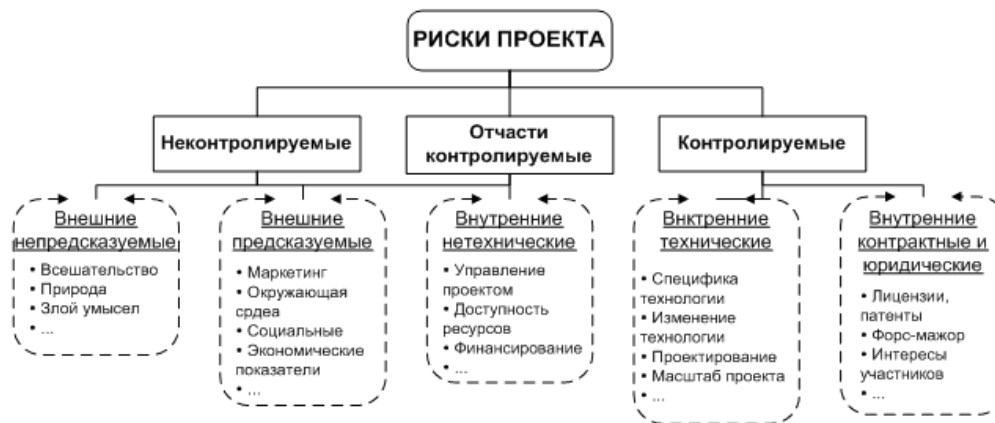 РИСКИ ПРОЕКТА
Неконтролируемые
Отчасти
контролируемые
Контролируемые
Внешние
непредсказуемые
• Всешательство
• Природа
• Злой умысел
• ...
Внешние
предсказуемые
• Маркетинг
• Окружающая
срдеа
• Социальные
• Экономические
показатели
• ...
Внутренние
нетехнические
• Управление
проектом
• Доступность
ресурсов
• Финансирование
• ...
Внктренние
технические
• Специфика
технологии
• Изменение
технологии
• Проектирование
• Масштаб проекта
• ...
Внутренние
контрактные и
юридические
• Лицензии,
патенты
• Форс-мажор
• Интересы
участников
• ...